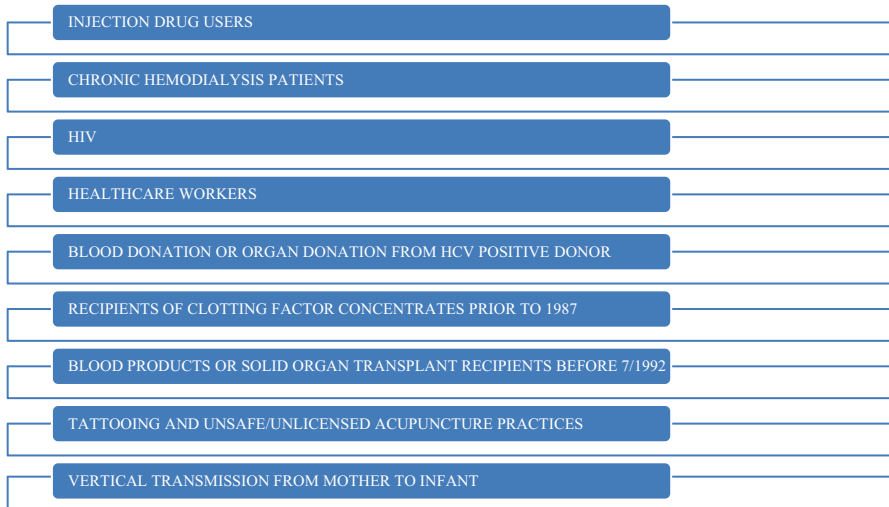 INJECTION DRUG USERS
CHRONIC HEMODIALYSIS PATIENTS
HIV
HEALTHCARE WORKERS
BLOOD DONATION OR ORGAN DONATION FROM HCV POSITIVE DONOR
RECIPIENTS OF CLOTTING FACTOR CONCENTRATES PRIOR TO 1987
BLOOD PRODUCTS OR SOLID ORGAN TRANSPLANT RECIPIENTS BEFORE 7/1992
TATTOOING AND UNSAFE/UNLICENSED ACUPUNCTURE PRACTICES
VERTICAL TRANSMISSION FROM MOTHER TO INFANT